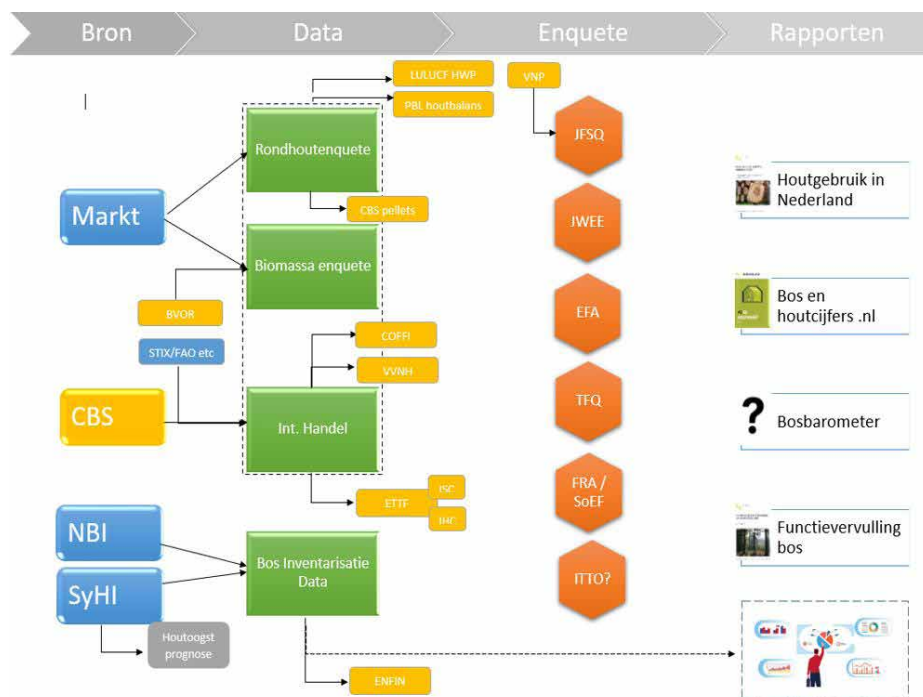 Bron
Data
Enquete
Rapporten
LULUCF HWP
PBL houtbalans
VNP
JFSQ
Rondhoutenquete
CBS pellets
Markt
Houtgebruik in
Nederland
JWEE
Biomassa enquete
BVOR
STIX/FAO etc
EFA
Bos en
houtcijfers .nl
COFFI
VVNH
CBS
Int. Handel
TFQ
?
Bosbarometer
ETTF
ISC
FRA /
SoEF
NBI
SyHI
Bos Inventarisatie
Data
ITTO?
Functievervulling
bos
Houtoogst
prognose
ENFIN